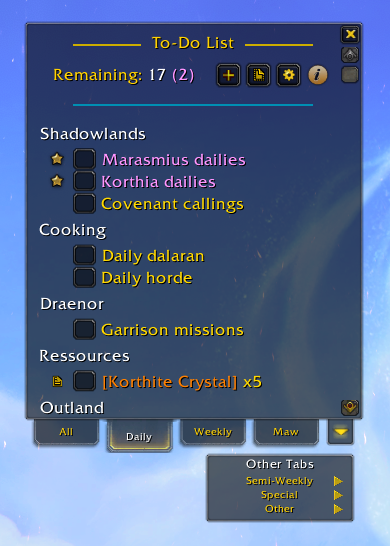 To-Do List
Remaining: 17 (2)
i
Shadowlands
Marasmius dailies
Korthia dailies
Covenant callings
Cooking
Daily dalaran
Daily horde
Draenor
Garrison missions
Ressources
[Korthite Crystal] x5
Outland
All Daily Weekly Maw
Other Tabs
Semi-Weekly
Special
Other